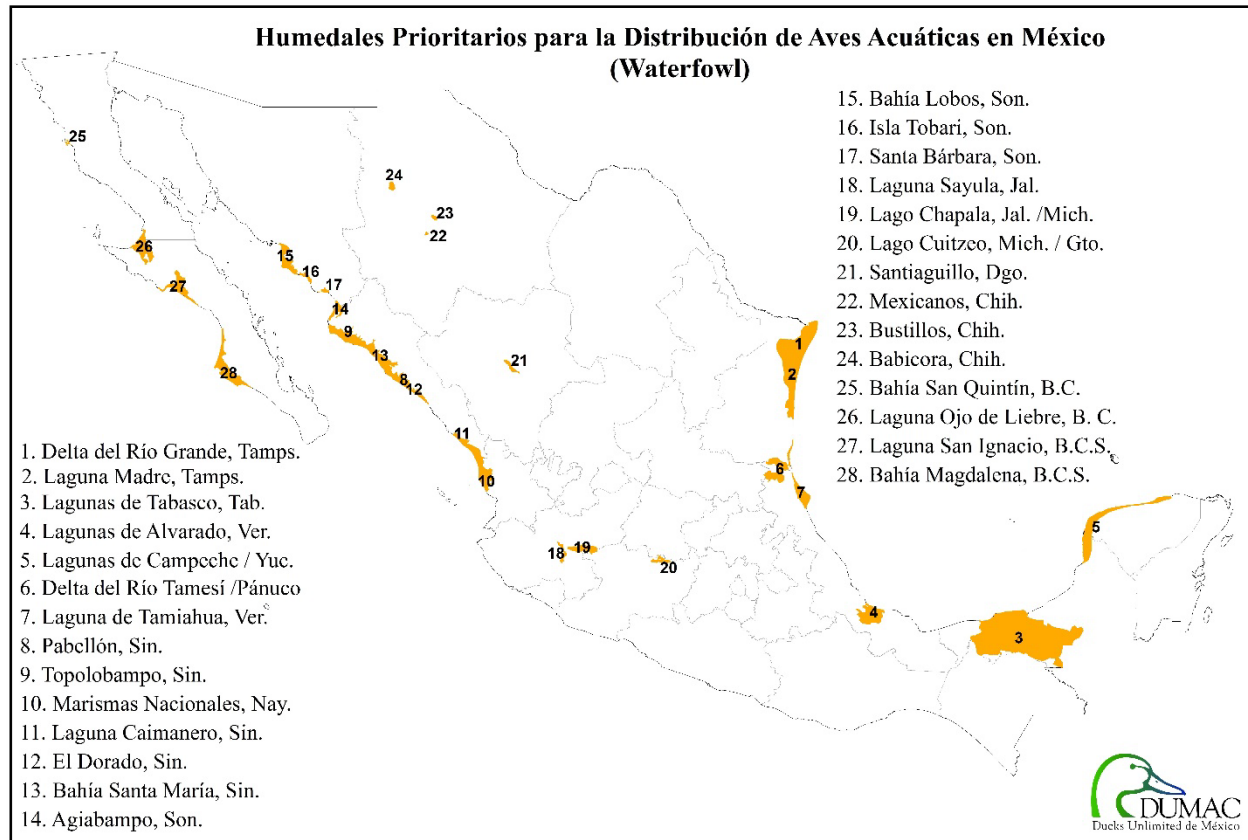 Humedales Prioritarios para la Distribución de Aves Acuáticas en México
(Waterfowl)
15. Bahía Lobos, Son.
16. Isla Tobari, Son.
17. Santa Bárbara, Son.
18. Laguna Sayula, Jal.
19. Lago Chapala, Jal. /Mich.
20. Lago Cuitzeo, Mich. / Gto.
21. Santiaguillo, Dgo.
22. Mexicanos, Chih.
23. Bustillos, Chih.
24. Babicora, Chih.
25. Bahía San Quintín, B.C.
26. Laguna Ojo de Liebre, B. C.
27. Laguna San Ignacio, B.C.S.
28. Bahía Magdalena, B.C.S.
1. Delta del Río Grande, Tamps.
2. Laguna Madre, Tamps.
3. Lagunas de Tabasco, Tab.
4. Lagunas de Alvarado, Ver.
5. Lagunas de Campeche / Yuc.
6. Delta del Río Tamesí /Pánuco
7. Laguna de Tamiahua, Ver.
8. Pabellón, Sin.
9. Topolobampo, Sin.
10. Marismas Nacionales, Nay.
11. Laguna Caimanero, Sin.
12. El Dorado, Sin.
13. Bahía Santa María, Sin.
14. Agiabampo, Son.
25
24
23
22
26
15
16
27
17
14
9
13
8
12
28
21
1
2
11
10
6
7
18
19
20
5
4
3
DUMAC
Ducks Unlimited de México